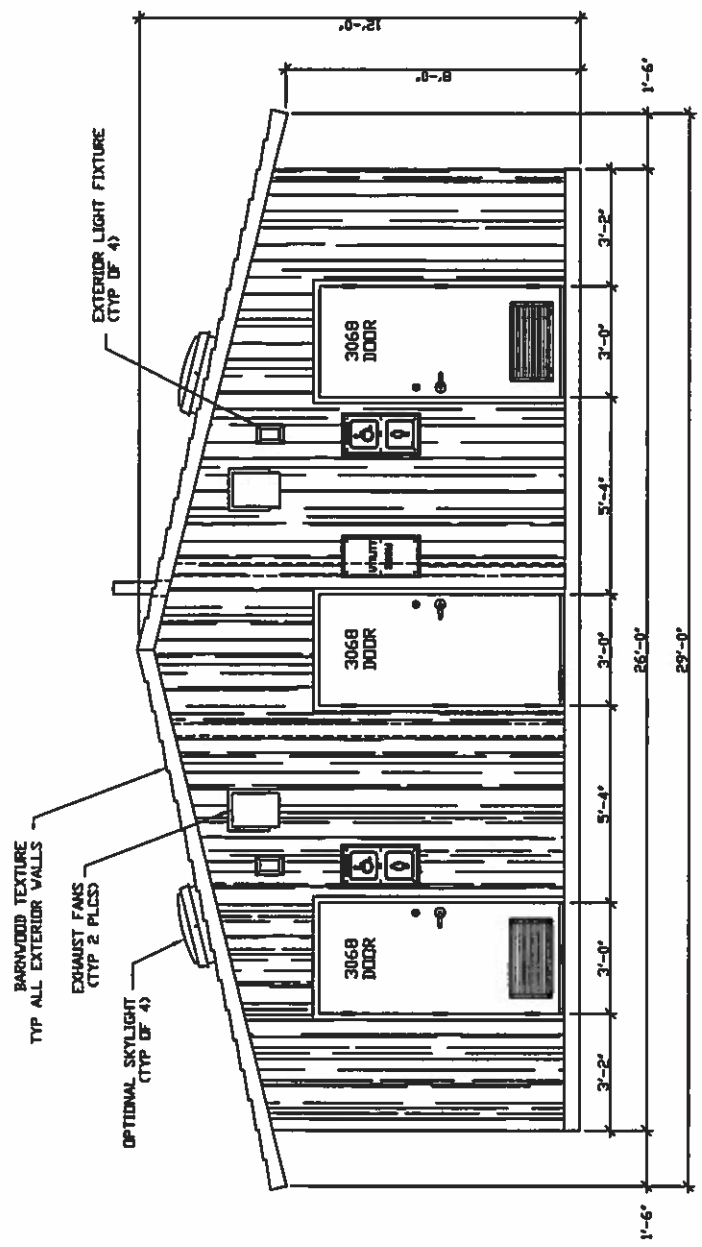 BARNWOOD TEXTURE
TYP ALL EXTERIOR WALLS
EXHAUST FANS
(TYP 2 PLCS)
OPTIONAL SKYLIGHT
(TYP OF 4)
EXTERIOR LIGHT FIXTURE
(TYP OF 4)
12'-0"
8'-0"
3068
DOOR
3068
DOOR
UTILITY
ROOM
3068
DOOR
1'-6"
3'-2"
3'-0"
5'-4"
3'-0"
5'-4"
3'-0"
3'-2"
1'-6"
26'-0"
29'-0"